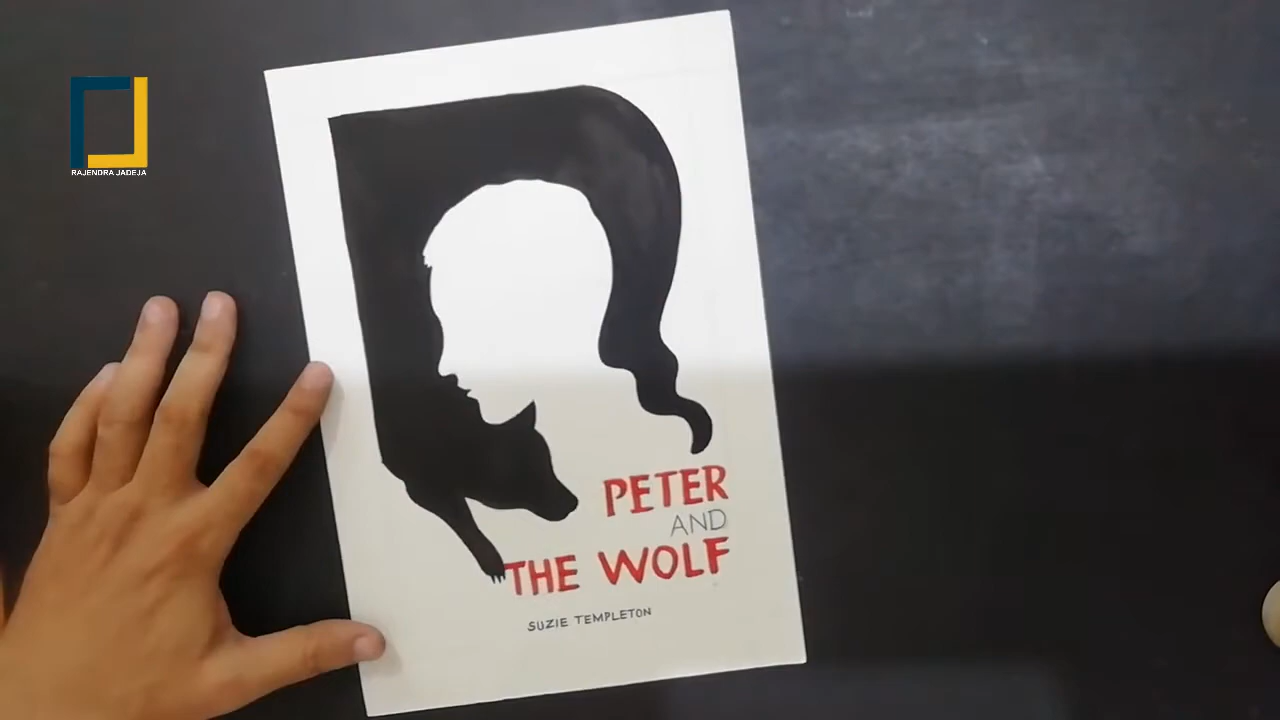 RAJENDRA JADEJA
PETER
AND
THE WOLF
SUZIE TEMPLETON